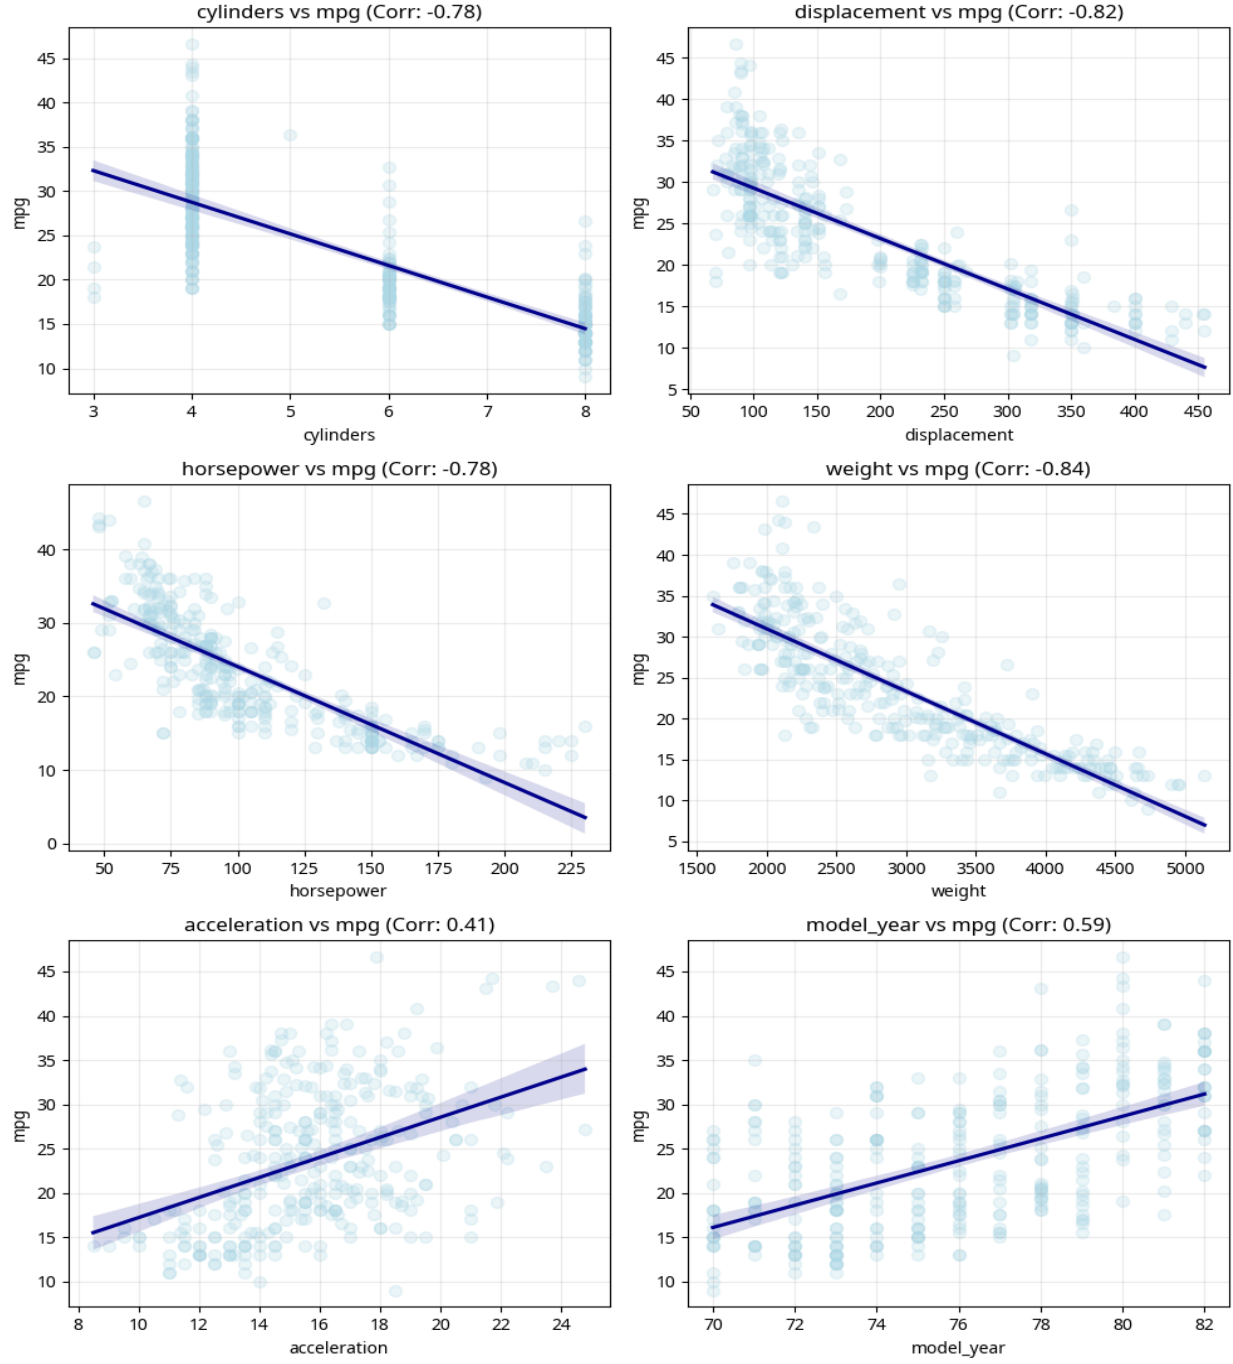 cylinders vs mpg (Corr: -0.78)
45
40
35
30
25
20
15
10
mpg
3 4 5 6 7 8
cylinders
displacement vs mpg (Corr: -0.82)
45
40
35
30
25
20
15
10
5
mpg
50 100 150 200 250 300 350 400 450
displacement
horsepower vs mpg (Corr: -0.78)
40
30
20
10
0
mpg
50 75 100 125 150 175 200 225
horsepower
weight vs mpg (Corr: -0.84)
45
40
35
30
25
20
15
10
5
mpg
1500 2000 2500 3000 3500 4000 4500 5000
weight
acceleration vs mpg (Corr: 0.41)
45
40
35
30
25
20
15
10
mpg
8 10 12 14 16 18 20 22 24
acceleration
model_year vs mpg (Corr: 0.59)
45
40
35
30
25
20
15
10
mpg
70 72 74 76 78 80 82
model_year